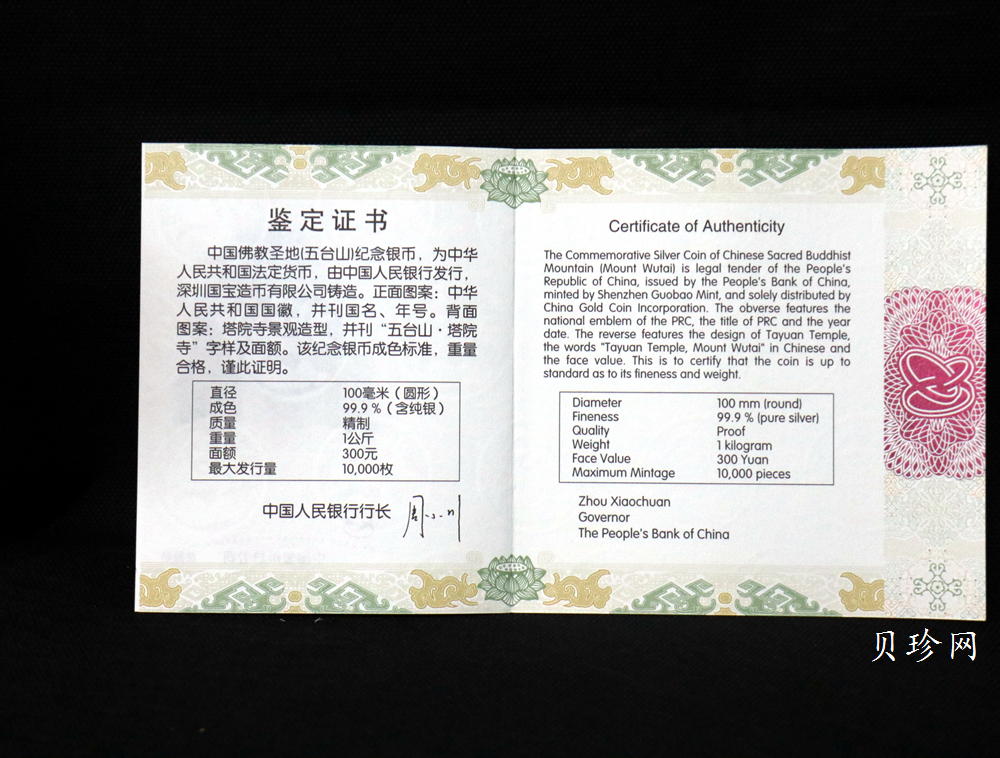 鉴定证书
中国佛教圣地(五台山)纪念银币，为中华
人民共和国法定货币，由中国人民银行发行，
深圳国宝造币有限公司铸造。正面图案：中华
人民共和国国徽，并刊国名、年号。背面
图案：塔院寺景观造型，并刊“五台山·塔院
寺”字样及面额。该纪念银币成色标准，重量
合格，谨此证明。
直径 100毫米（圆形）
成色 99.9％（含纯银）
质量 精制
重量 1公斤
面额 300元
最大发行量 10,000枚
中国人民银行行长
Certificate of Authenticity
The Commemorative Silver Coin of Chinese Sacred Buddhist
Mountain (Mount Wutai) is legal tender of the People's
Republic of China, issued by the People's Bank of China,
minted by Shenzhen Guobao Mint, and solely distributed by
China Gold Coin Incorporation. The obverse features the
national emblem of the PRC, the title of PRC and the year
date. The reverse features the design of Tayuan Temple,
the words "Tayuan Temple, Mount Wutai" in Chinese and
the face value. This is to certify that the coin is up to
standard as to its fineness and weight.
Diameter 100 mm (round)
Fineness 99.9 % (pure silver)
Quality Proof
Weight 1 kilogram
Face Value 300 Yuan
Maximum Mintage 10,000 pieces
Zhou Xiaochuan
Governor
The People's Bank of China
贝珍网